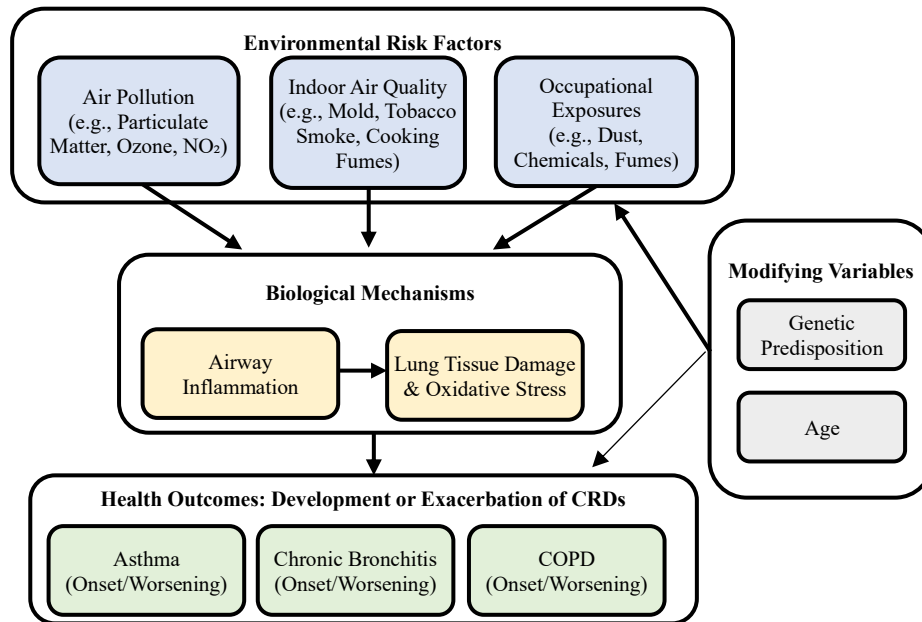 Environmental Risk Factors
Air Pollution
(e.g., Particulate
Matter, Ozone, NO₂)
Indoor Air Quality
(e.g., Mold, Tobacco
Smoke, Cooking
Fumes)
Occupational
Exposures
(e.g., Dust,
Chemicals, Fumes)
Modifying Variables
Genetic
Predisposition
Age
Biological Mechanisms
Airway
Inflammation
Lung Tissue Damage
& Oxidative Stress
Health Outcomes: Development or Exacerbation of CRDs
Asthma
(Onset/Worsening)
Chronic Bronchitis
(Onset/Worsening)
COPD
(Onset/Worsening)